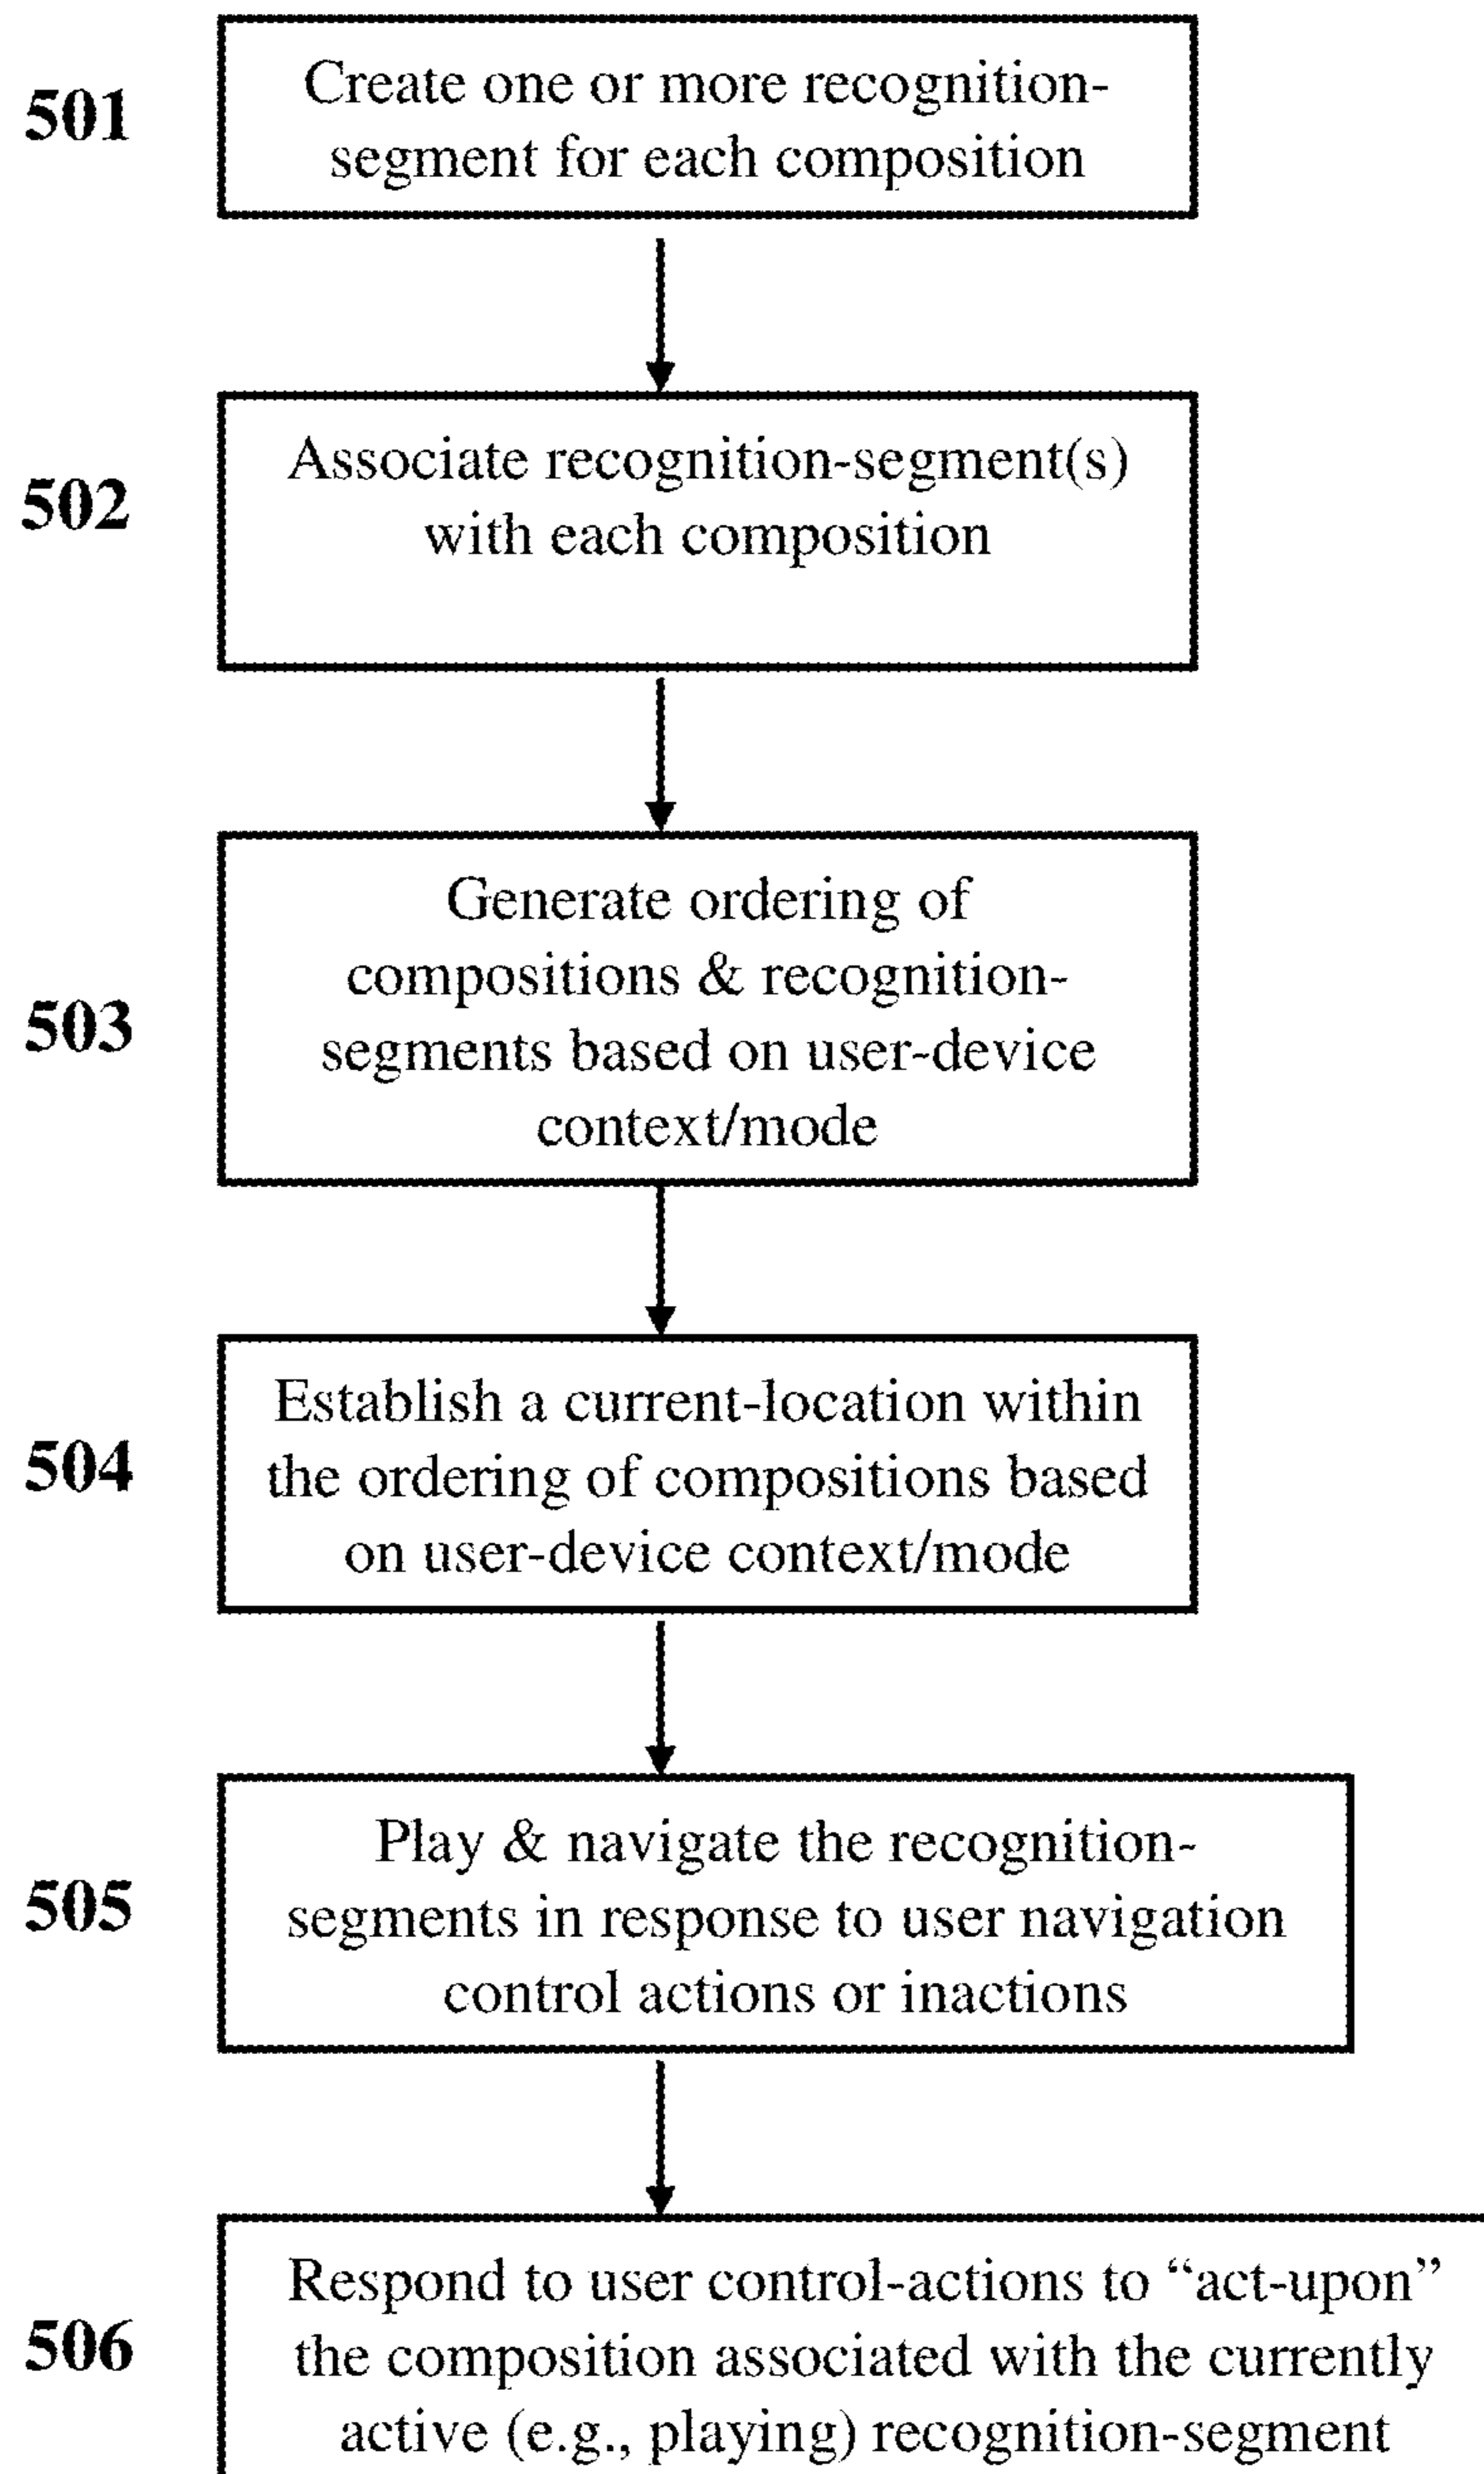 501
Create one or more recognition-
segment for each composition
502
Associate recognition-segment(s)
with each composition
503
Generate ordering of
compositions & recognition-
segments based on user-device
context/mode
504
Establish a current-location within
the ordering of compositions based
on user-device context/mode
505
Play & navigate the recognition-
segments in response to user navigation
control actions or inactions
506
Respond to user control-actions to “act-upon”
the composition associated with the currently
active (e.g., playing) recognition-segment